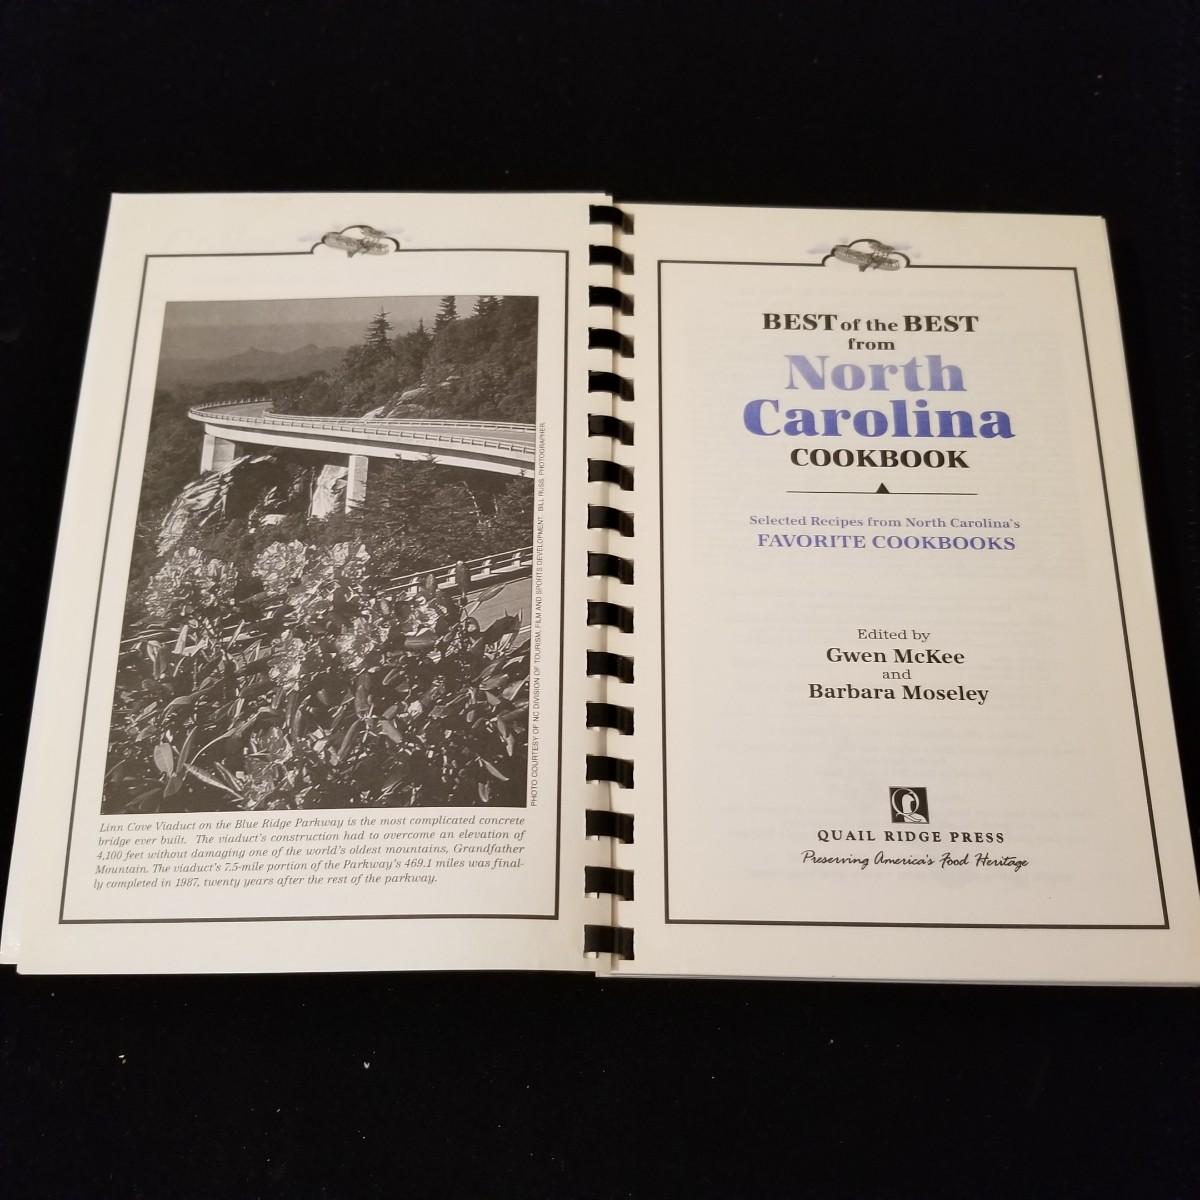 PHOTO COURTESY OF NC DIVISION OF TOURISM, FILM AND SPORTS DEVELOPMENT. BILL RUSS, PHOTOGRAPHER.
Linn Cove Viaduct on the Blue Ridge Parkway is the most complicated concrete
bridge ever built. The viaduct's construction had to overcome an elevation of
4,100 feet without damaging one of the world's oldest mountains, Grandfather
Mountain. The viaduct's 7.5-mile portion of the Parkway's 469.1 miles was final-
ly completed in 1987, twenty years after the rest of the parkway.
BEST of the BEST
from
North
Carolina
COOKBOOK
Selected Recipes from North Carolina's
FAVORITE COOKBOOKS
Edited by
Gwen McKee
and
Barbara Moseley
QUAIL RIDGE PRESS
Preserving America's Food Heritage